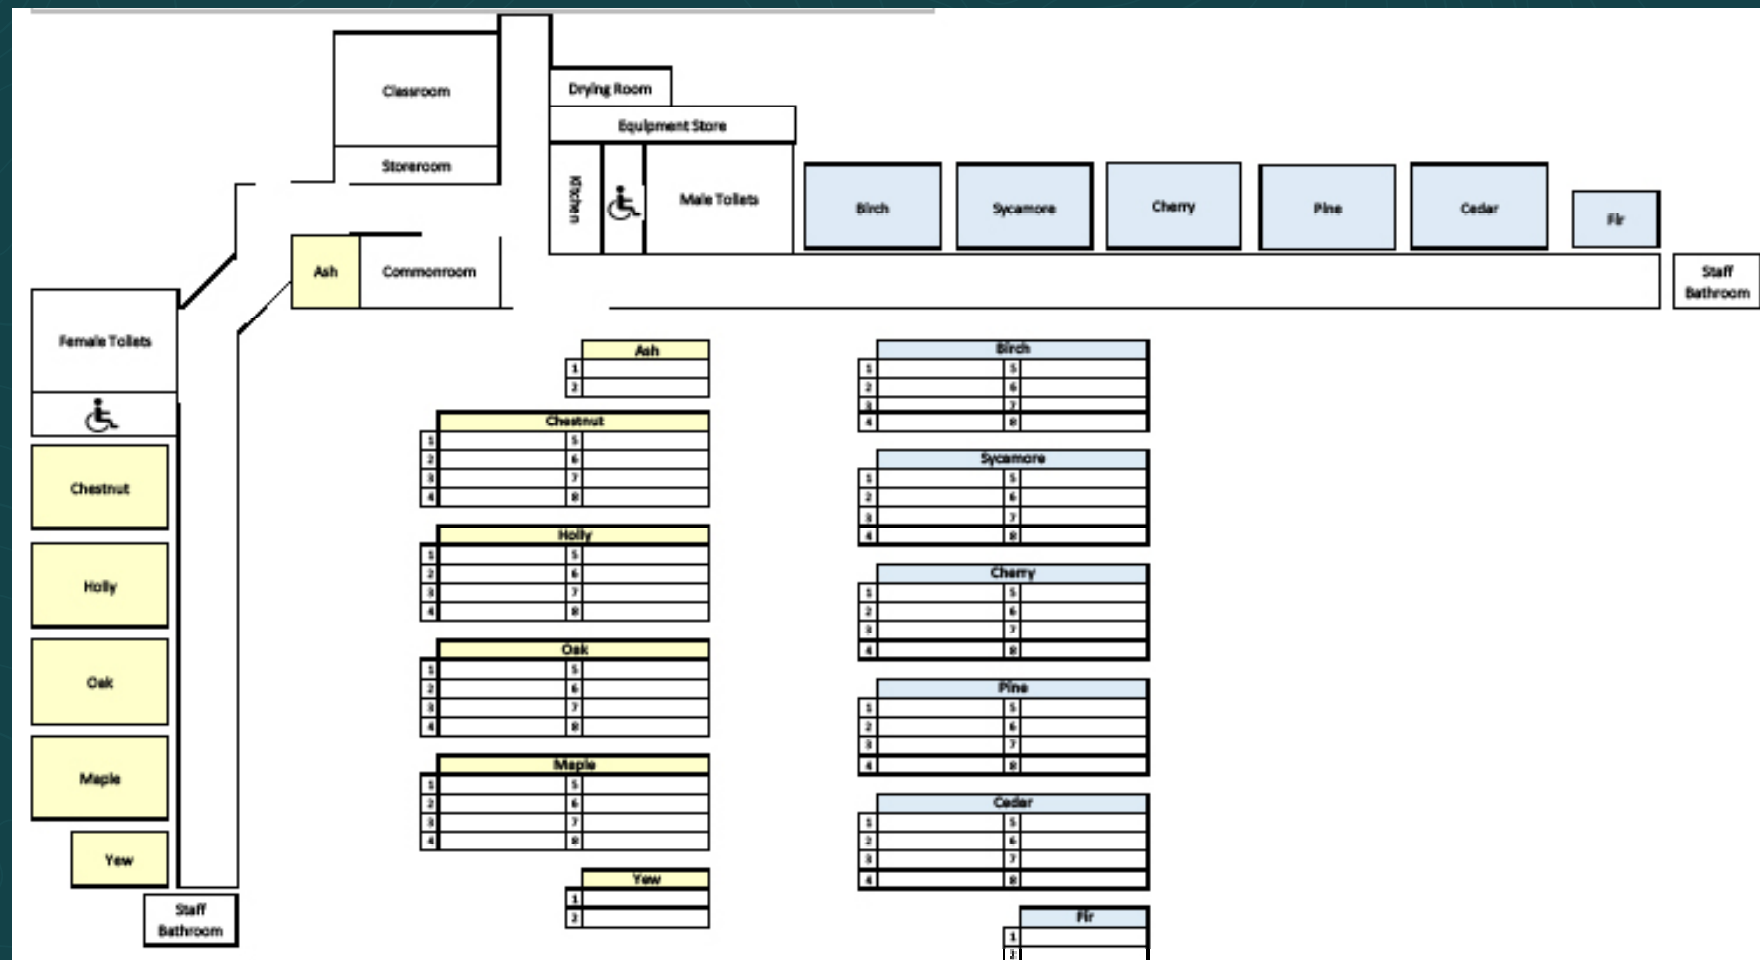 Classroom
Storeroom
Drying Room
Equipment Store
Kitchen
Male Toilets
Birch
Sycamore
Cherry
Pine
Cedar
Fir
Staff
Bathroom
Ash
Commonroom
Female Toilets
Chestnut
Holly
Oak
Maple
Yew
Staff
Bathroom
Ash
1
2
Chestnut
1 5
2 6
3 7
4 8
Holly
1 5
2 6
3 7
4 8
Oak
1 5
2 6
3 7
4 8
Maple
1 5
2 6
3 7
4 8
Yew
1
2
Birch
1 5
2 6
3 7
4 8
Sycamore
1 5
2 6
3 7
4 8
Cherry
1 5
2 6
3 7
4 8
Pine
1 5
2 6
3 7
4 8
Cedar
1 5
2 6
3 7
4 8
Fir
1
2